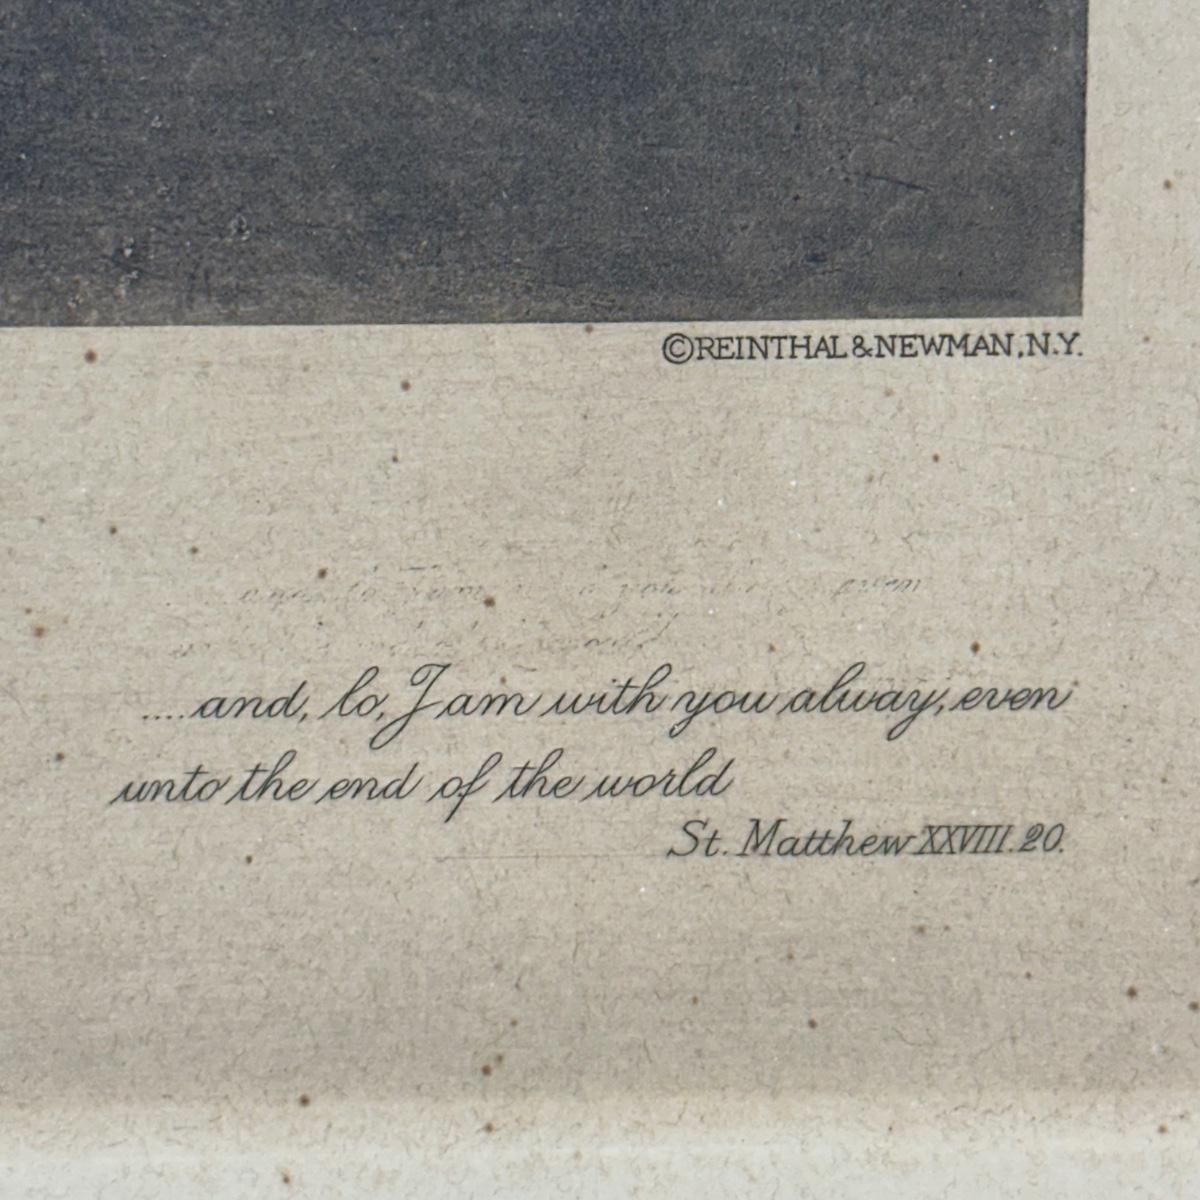 ©REINTHAL & NEWMAN, N.Y.
....and, lo, I am with you alway, even
unto the end of the world
St. Matthew XXVIII. 20.